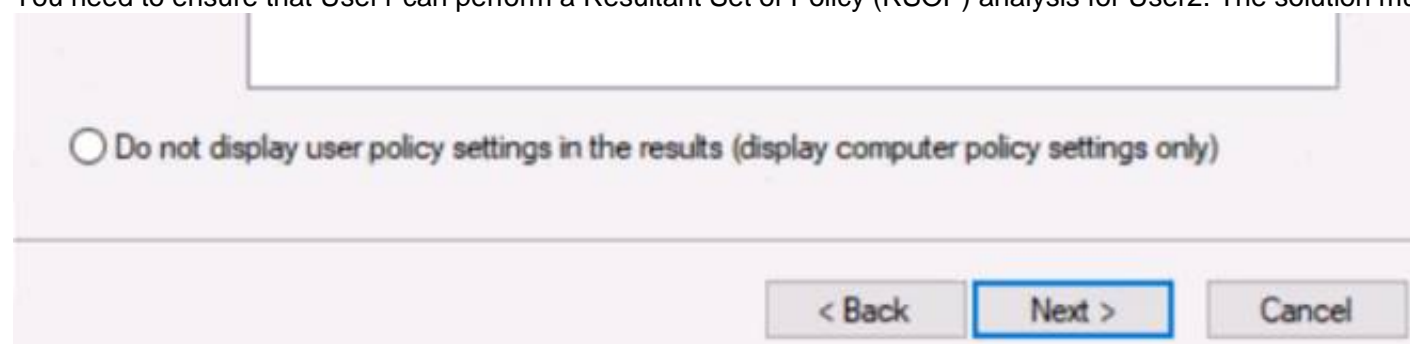 You need to ensure that User1 can perform a Resultant Set of Policy (RSOP) analysis for User2. The solution
Do not display user policy settings in the results (display computer policy settings only)
< Back Next > Cancel